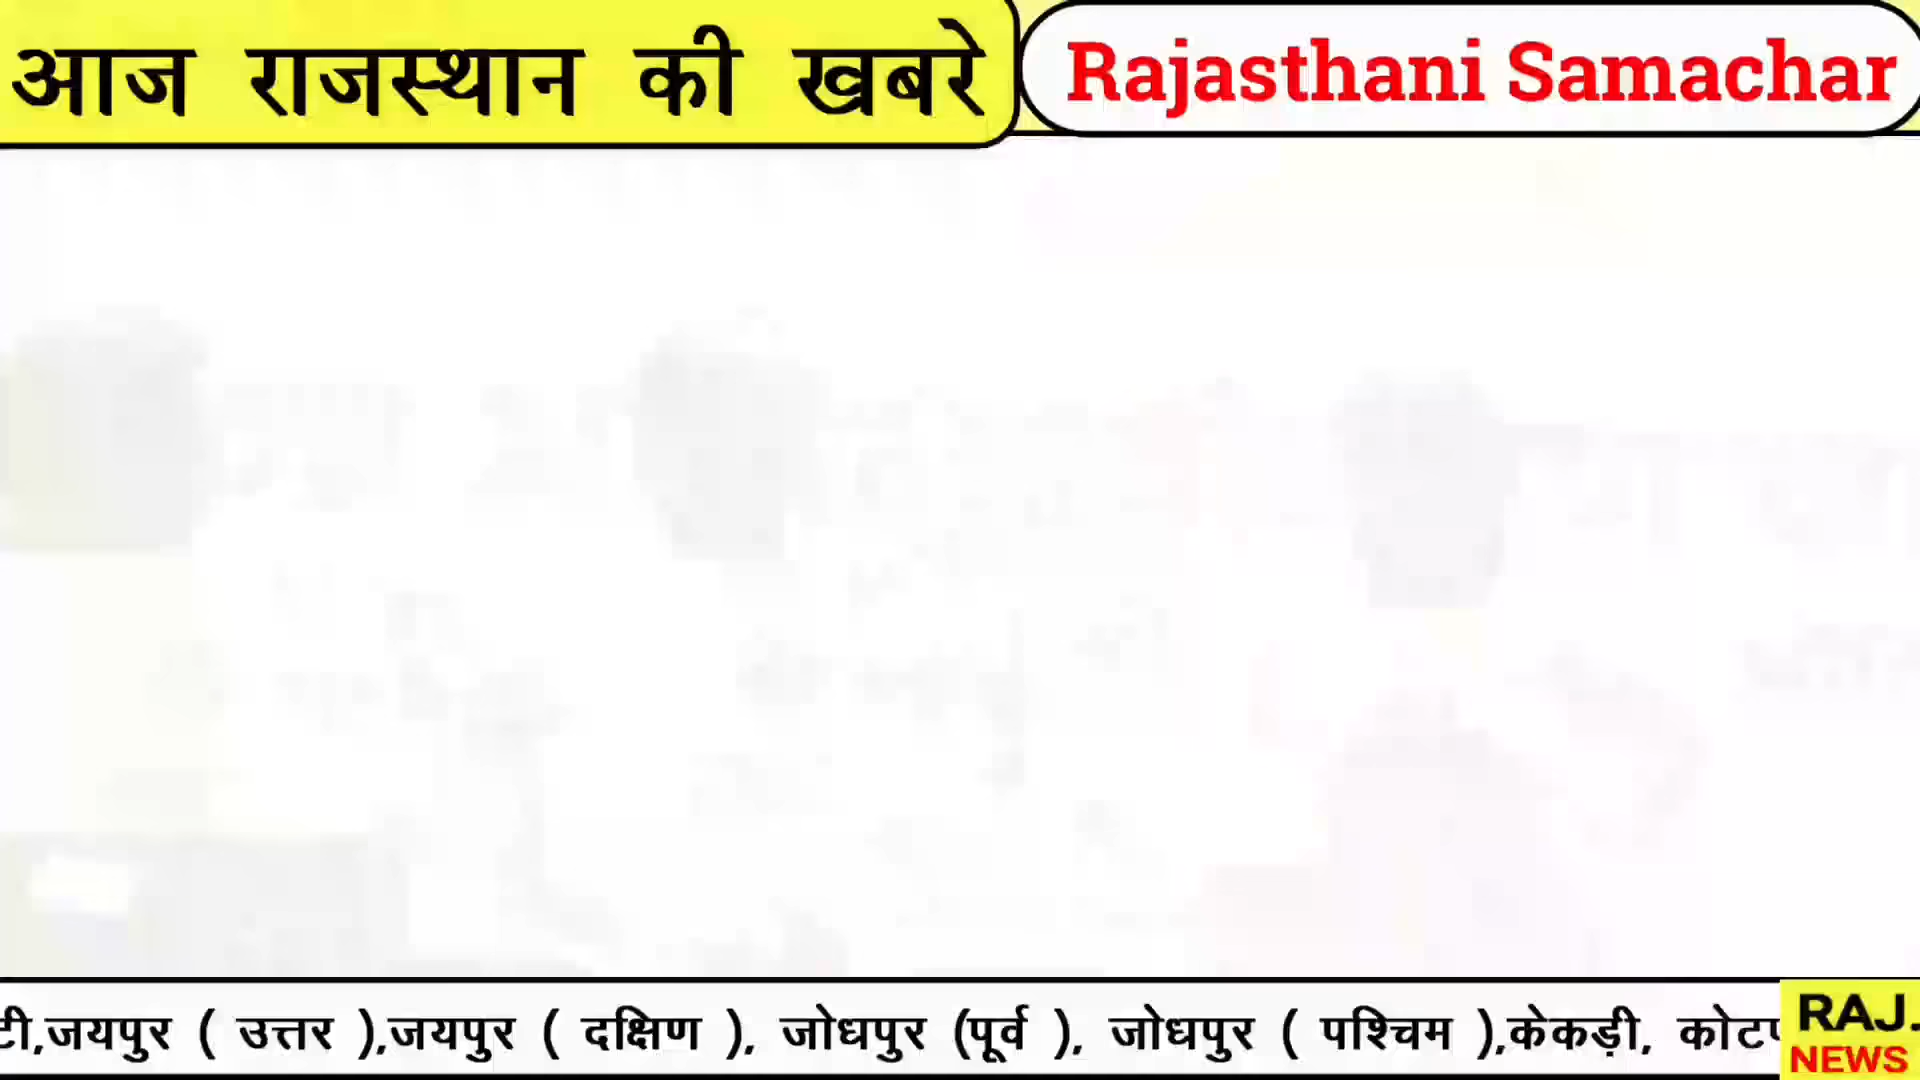 आज राजस्थान की खबरे
Rajasthani Samachar
जयपुर ( उत्तर ),जयपुर ( दक्षिण ), जोधपुर (पूर्व ), जोधपुर ( पश्चिम ),केकड़ी,
RAJ.
NEWS